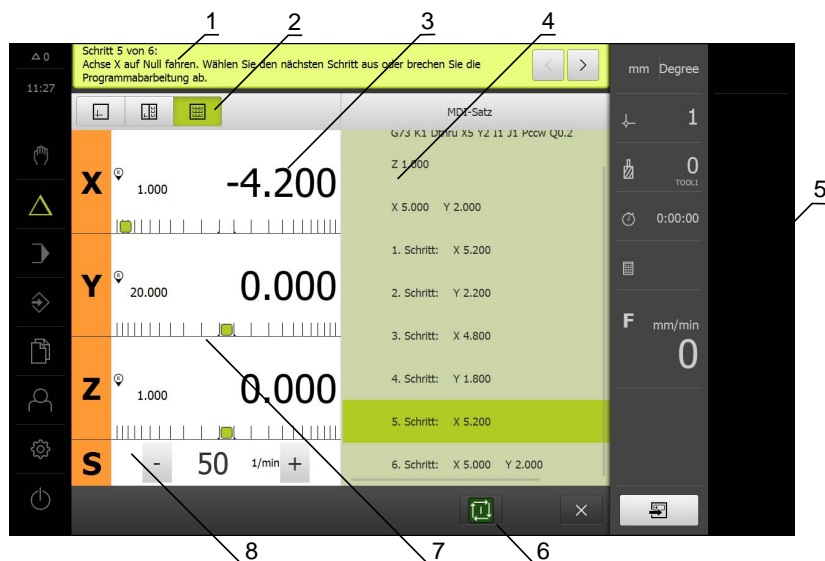 1
2
3
4
△ 0
11:27
Schritt 5 von 6:
Achse X auf Null fahren. Wählen Sie den nächsten Schritt aus oder brechen Sie die
Programmabarbeitung ab.
mm Degree
MDI-Satz
1
G73 K1 Dthru X5 Y2 I1 J1 Pccw Q0.2
X
R
1.000
-4.200
Z 1.000
0
TOOL1
5
X 5.000 Y 2.000
0:00:00
1. Schritt: X 5.200
Y
R
20.000
0.000
2. Schritt: Y 2.200
F mm/min
0
3. Schritt: X 4.800
Z
R
1.000
0.000
4. Schritt: Y 1.800
5. Schritt: X 5.200
S
- 50 1/min +
6. Schritt: X 5.000 Y 2.000
8
7
6